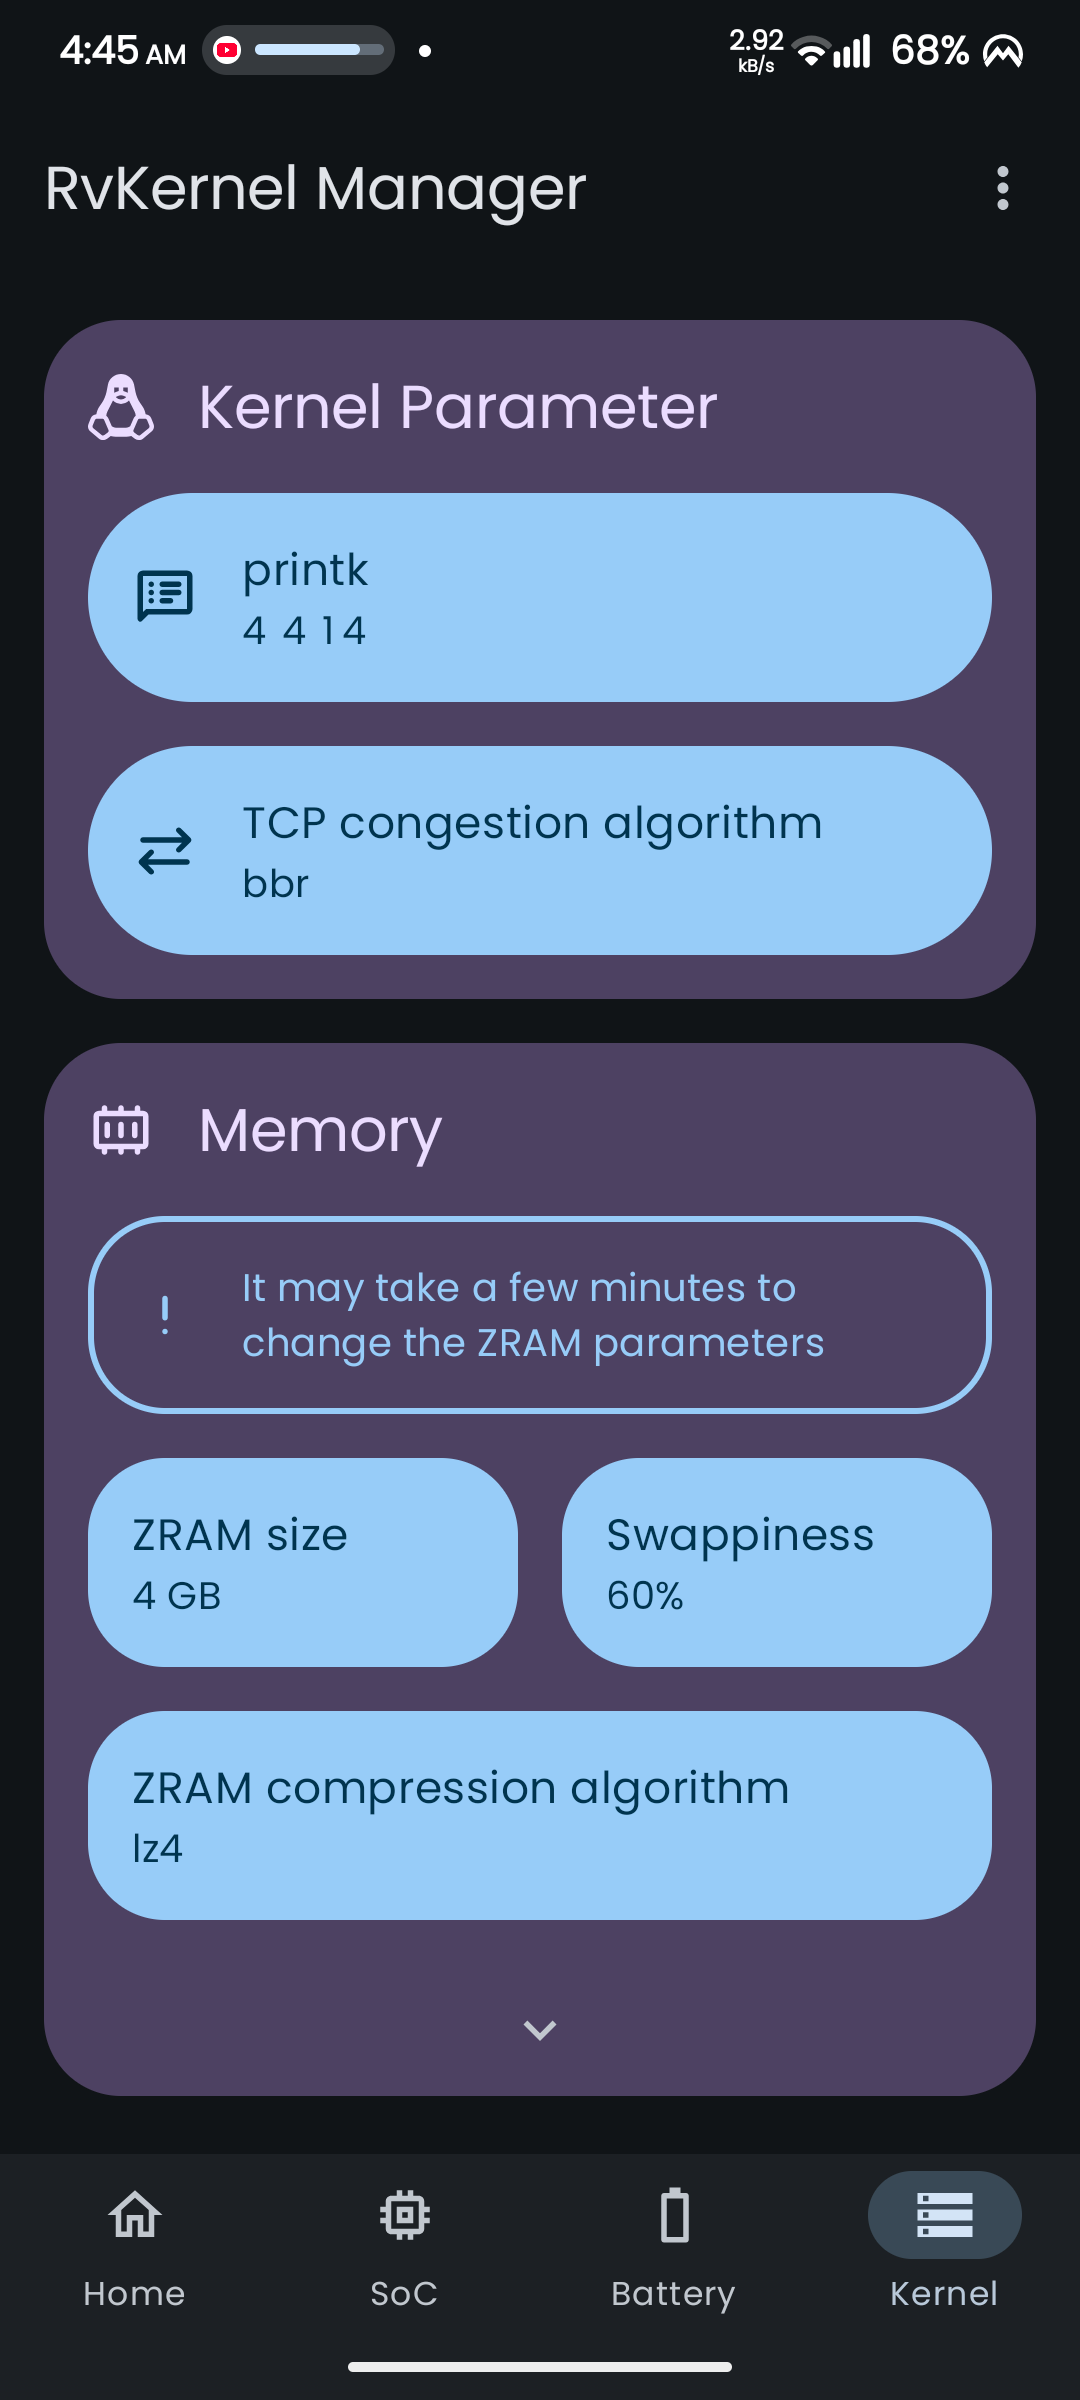 4:45 AM
2.92 kB/s
68%
RvKernel Manager
Kernel Parameter
printk
4 4 1 4
TCP congestion algorithm
bbr
Memory
It may take a few minutes to
change the ZRAM parameters
ZRAM size
4 GB
Swappiness
60%
ZRAM compression algorithm
lz4
Home
SoC
Battery
Kernel